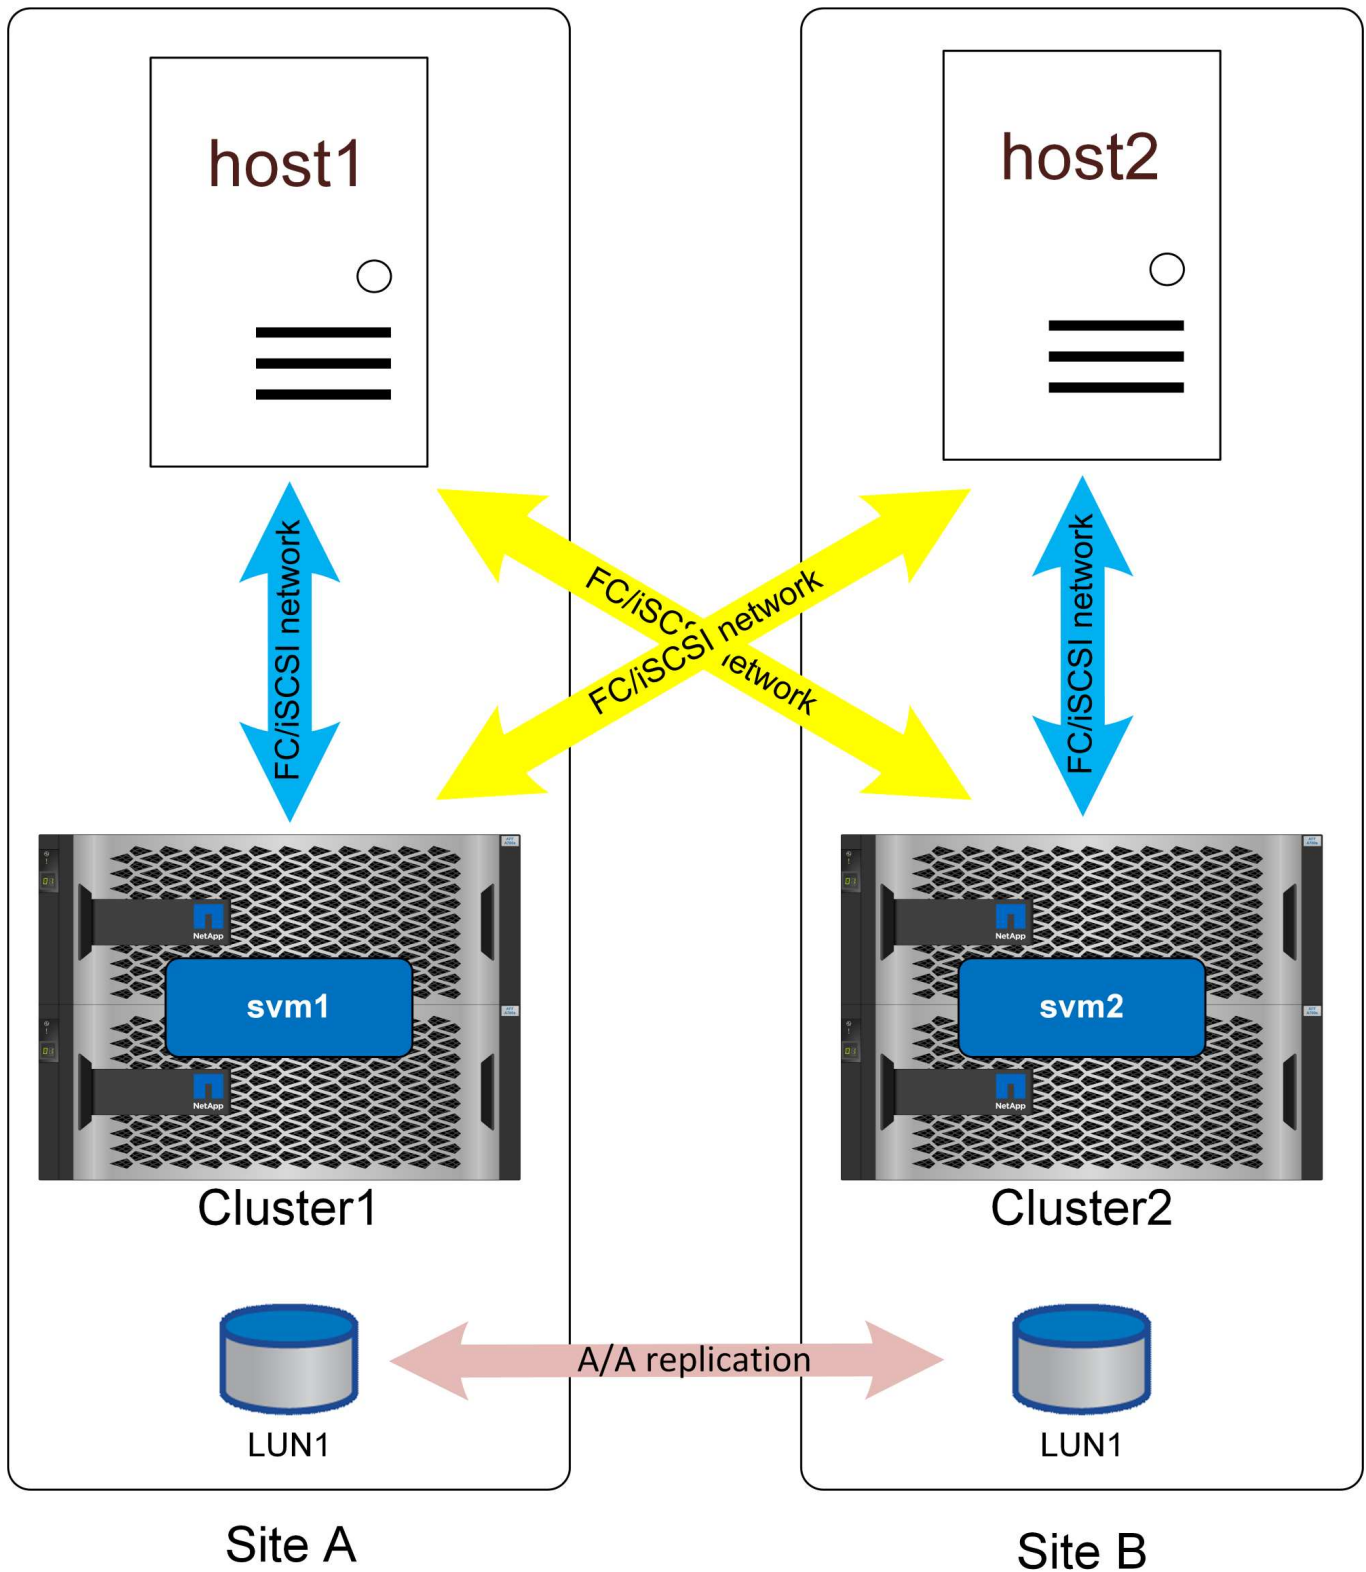 host1
host2
FC/iSCSI network
FC/iSCSI network
FC/iSCSI network
FC/iSCSI network
NetApp
NetApp
svm1
svm2
NetApp
NetApp
Cluster1
Cluster2
A/A replication
LUN1
LUN1
Site A
Site B